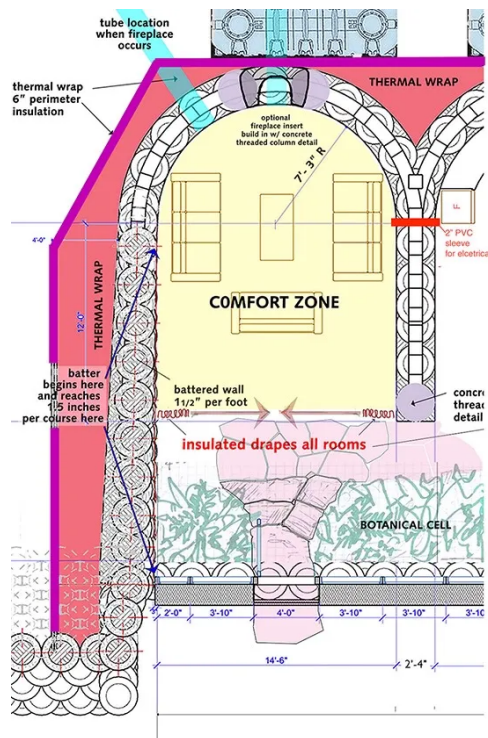 tube location
when fireplace
occurs
thermal wrap
6" perimeter
insulation
THERMAL WRAP
optional
fireplace insert
build in w/ concrete
threaded column detail
7'- 3" R
F
2" PVC
sleeve
for elcetrical
4'-0"
12'-0"
THERMAL WRAP
COMFORT ZONE
batter
begins here
and reaches
1.5 inches
per course here
battered wall
1 1/2" per foot
concr
threa
detail
insulated drapes all rooms
BOTANICAL CELL
2'-0"
3'-10"
4'-0"
3'-10"
3'-10"
3'-10
14'-6"
2'-4"